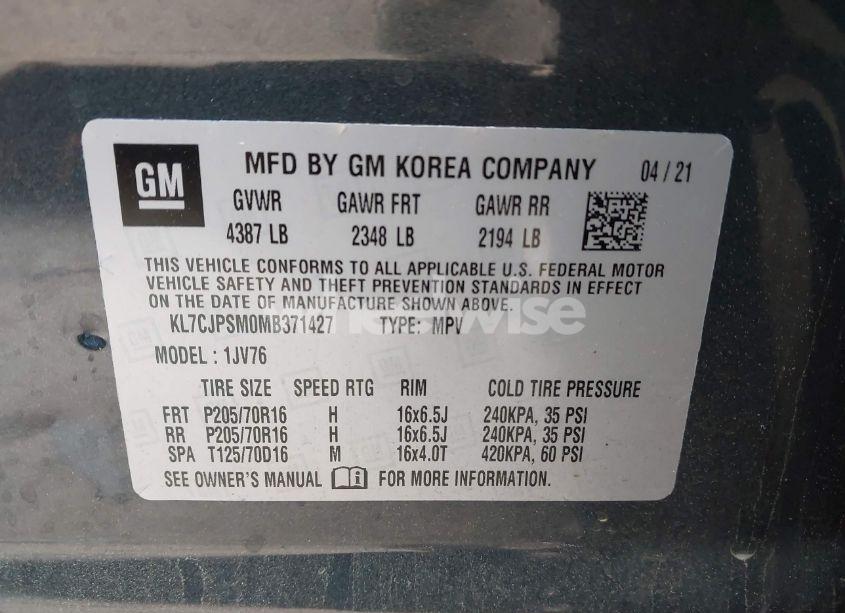 GM
MFD BY GM KOREA COMPANY 04 / 21
GVWR GAWR FRT GAWR RR
4387 LB 2348 LB 2194 LB
THIS VEHICLE CONFORMS TO ALL APPLICABLE U.S. FEDERAL MOTOR
VEHICLE SAFETY AND THEFT PREVENTION STANDARDS IN EFFECT
ON THE DATE OF MANUFACTURE SHOWN ABOVE.
KL7CJPSM0MB371427 TYPE: MPV
MODEL : 1JV76
TIRE SIZE SPEED RTG RIM COLD TIRE PRESSURE
FRT P205/70R16 H 16x6.5J 240KPA, 35 PSI
RR P205/70R16 H 16x6.5J 240KPA, 35 PSI
SPA T125/70D16 M 16x4.0T 420KPA, 60 PSI
SEE OWNER'S MANUAL FOR MORE INFORMATION.